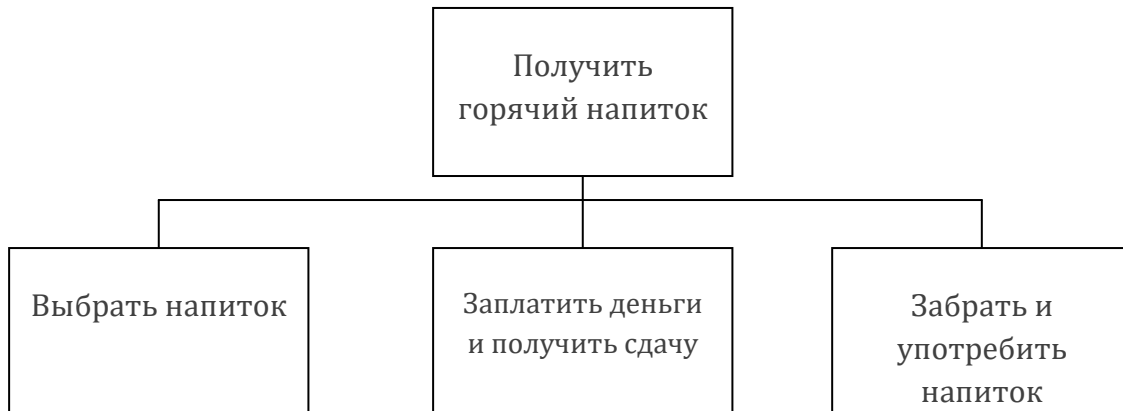 Получить
горячий напиток
Выбрать напиток
Заплатить деньги
и получить сдачу
Забрать и
употребить
напиток